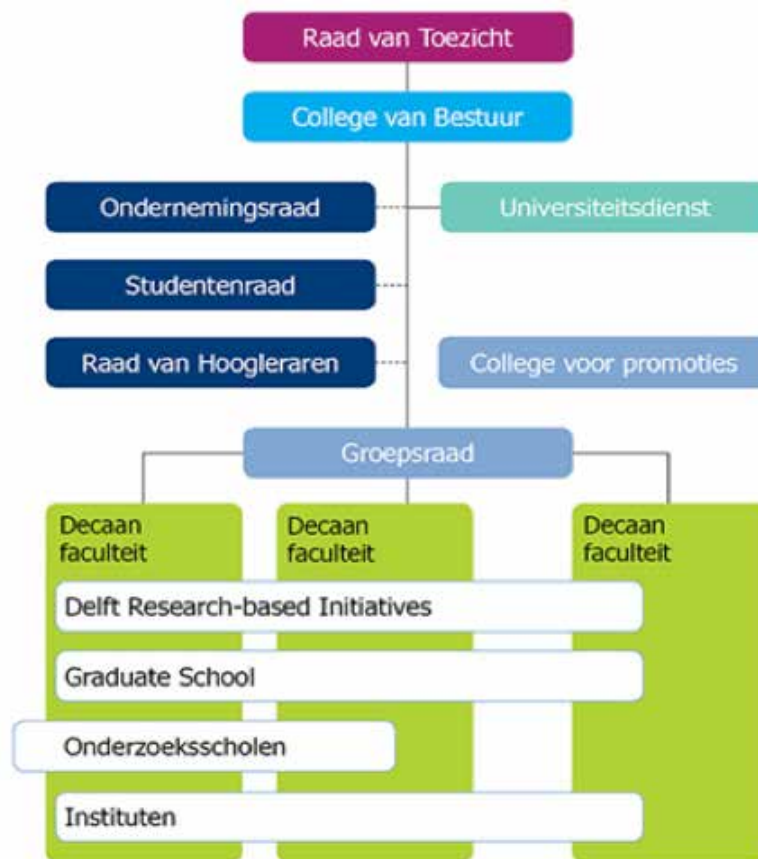 Raad van Toezicht
College van Bestuur
Ondernemingsraad
Universiteitsdienst
Studentenraad
Raad van Hoogleraren
College voor promoties
Groepsraad
Decaan
faculteit
Decaan
faculteit
Decaan
faculteit
Delft Research-based Initiatives
Graduate School
Onderzoeksscholen
Instituten